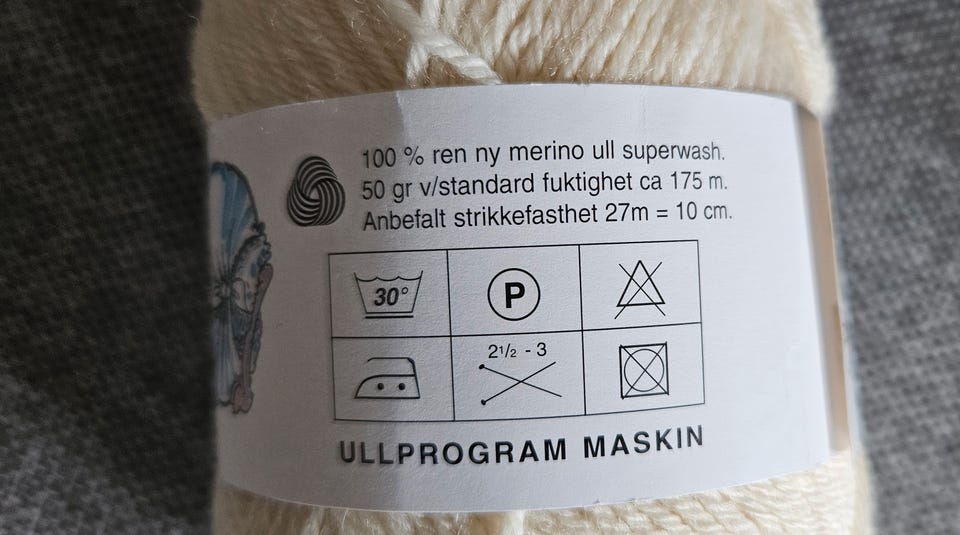 100 % ren ny merino ull superwash.
50 gr v/standard fuktighet ca 175 m.
Anbefalt strikkefasthet 27m = 10 cm.
30°
P
2½ - 3
ULLPROGRAM MASKIN